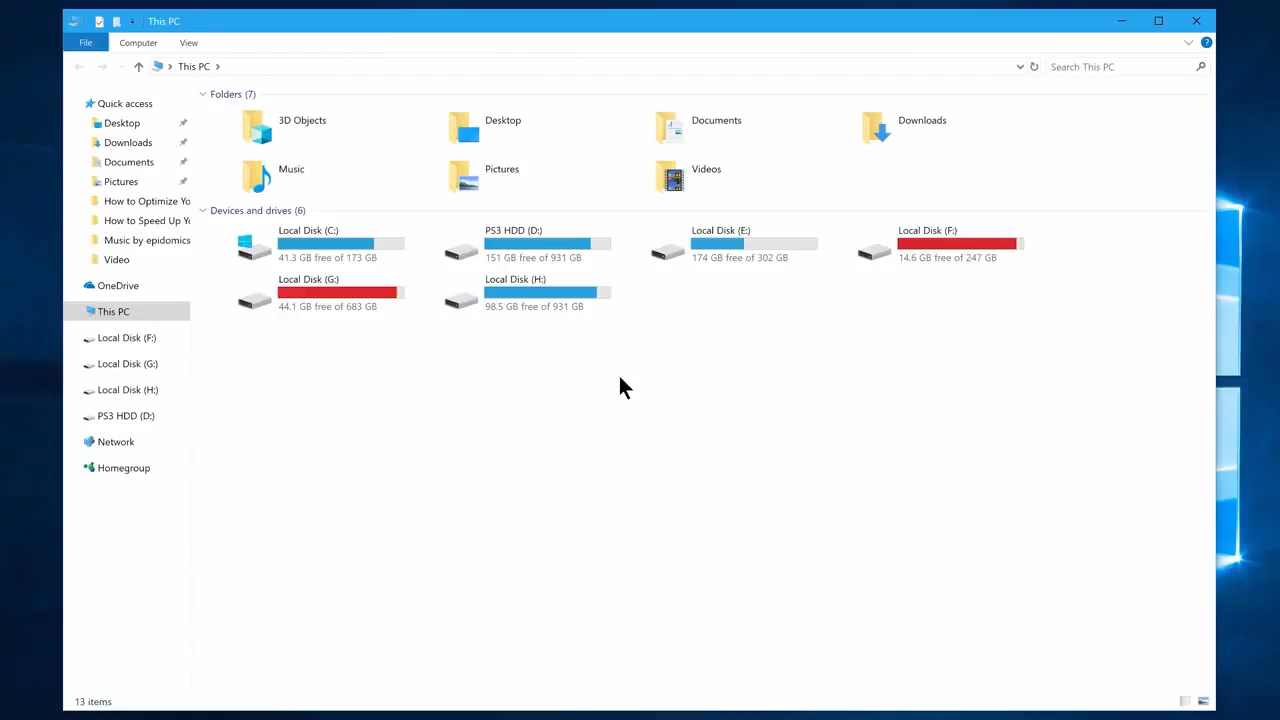 This PC
File
Computer
View
This PC
Search This PC
Quick access
Desktop
Downloads
Documents
Pictures
How to Optimize Yo
How to Speed Up Yo
Music by epidomics
Video
OneDrive
This PC
Local Disk (F:)
Local Disk (G:)
Local Disk (H:)
PS3 HDD (D:)
Network
Homegroup
Folders (7)
3D Objects
Desktop
Documents
Downloads
Music
Pictures
Videos
Devices and drives (6)
Local Disk (C:)
41.3 GB free of 173 GB
PS3 HDD (D:)
151 GB free of 931 GB
Local Disk (E:)
174 GB free of 302 GB
Local Disk (F:)
14.6 GB free of 247 GB
Local Disk (G:)
44.1 GB free of 683 GB
Local Disk (H:)
98.5 GB free of 931 GB
13 items